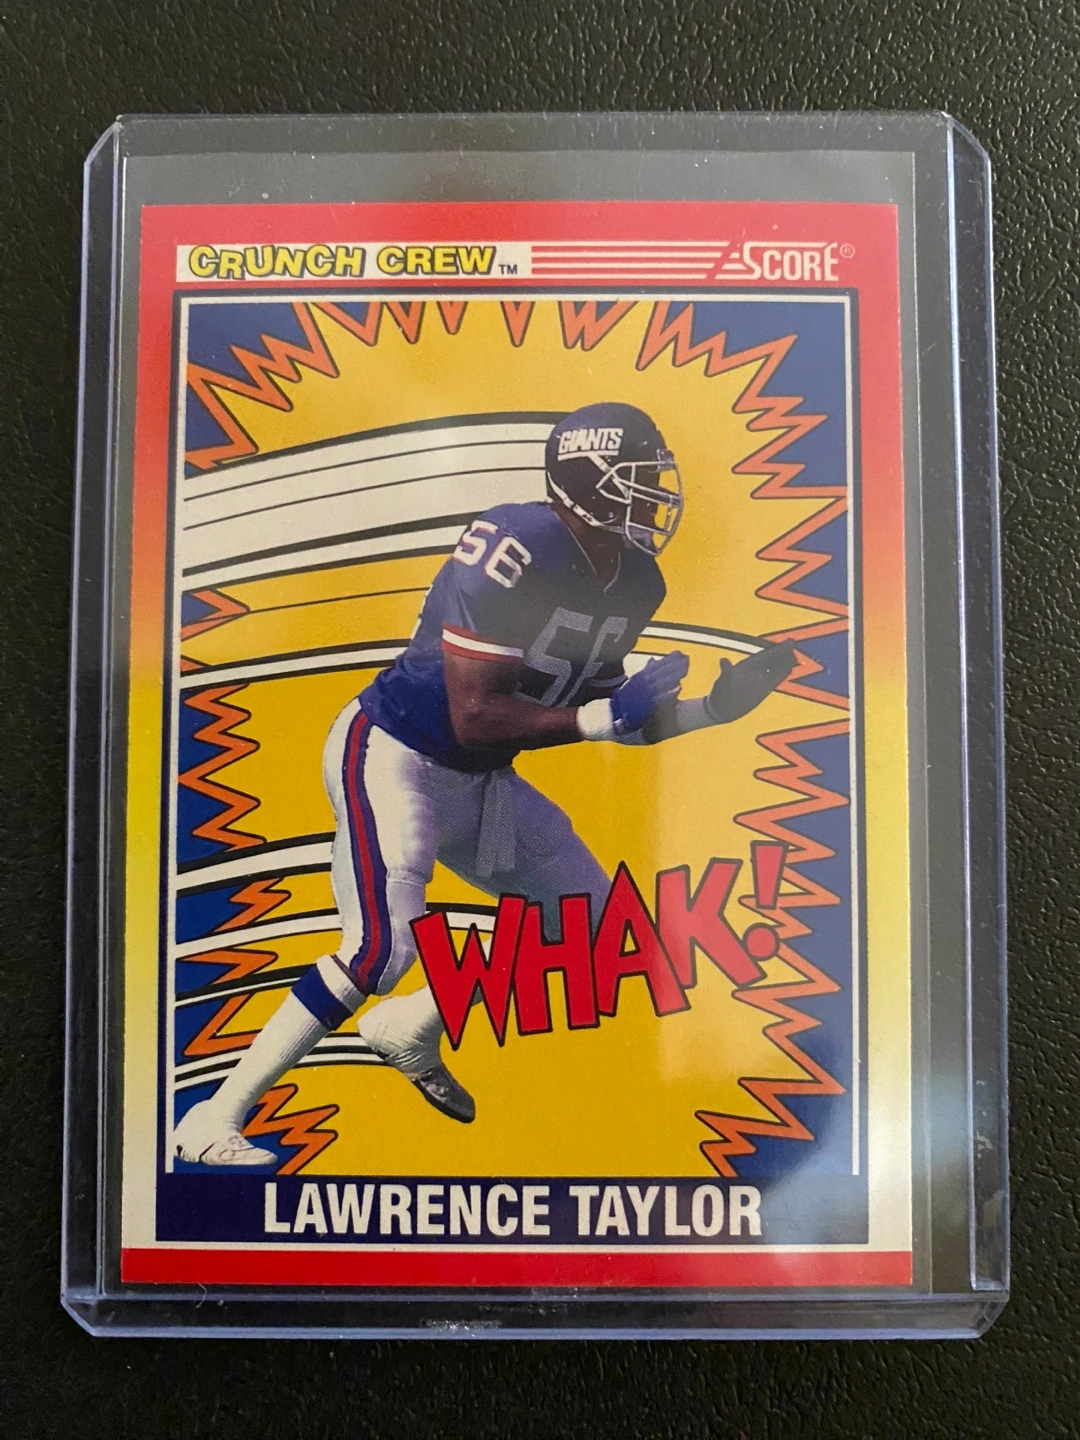 CRUNCH CREW™ SCORE®
GIANTS
56
56
WHAK!
LAWRENCE TAYLOR